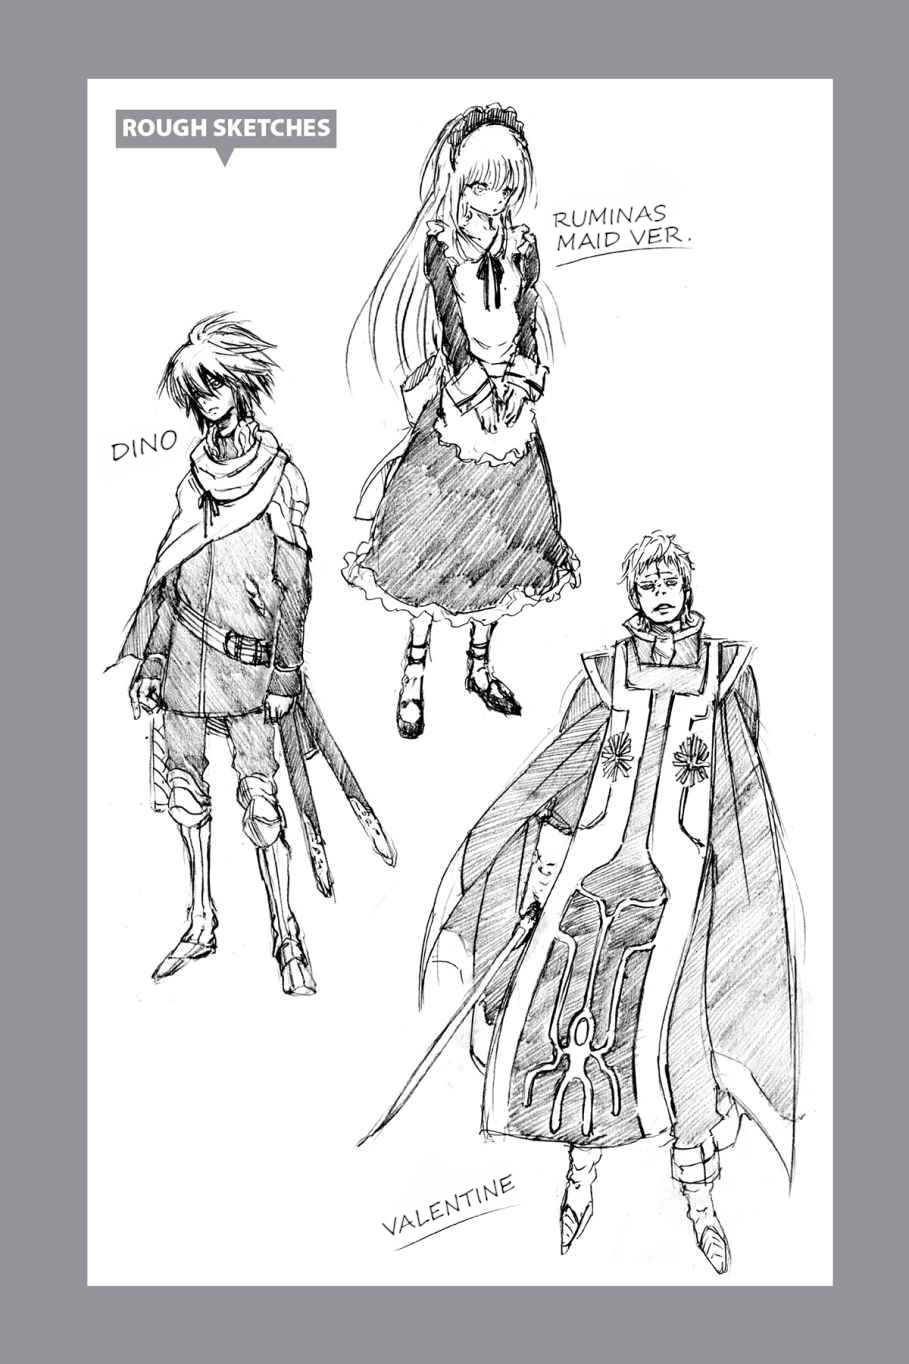 ROUGH SKETCHES
RUMINAS
MAID VER.
DINO
VALENTINE